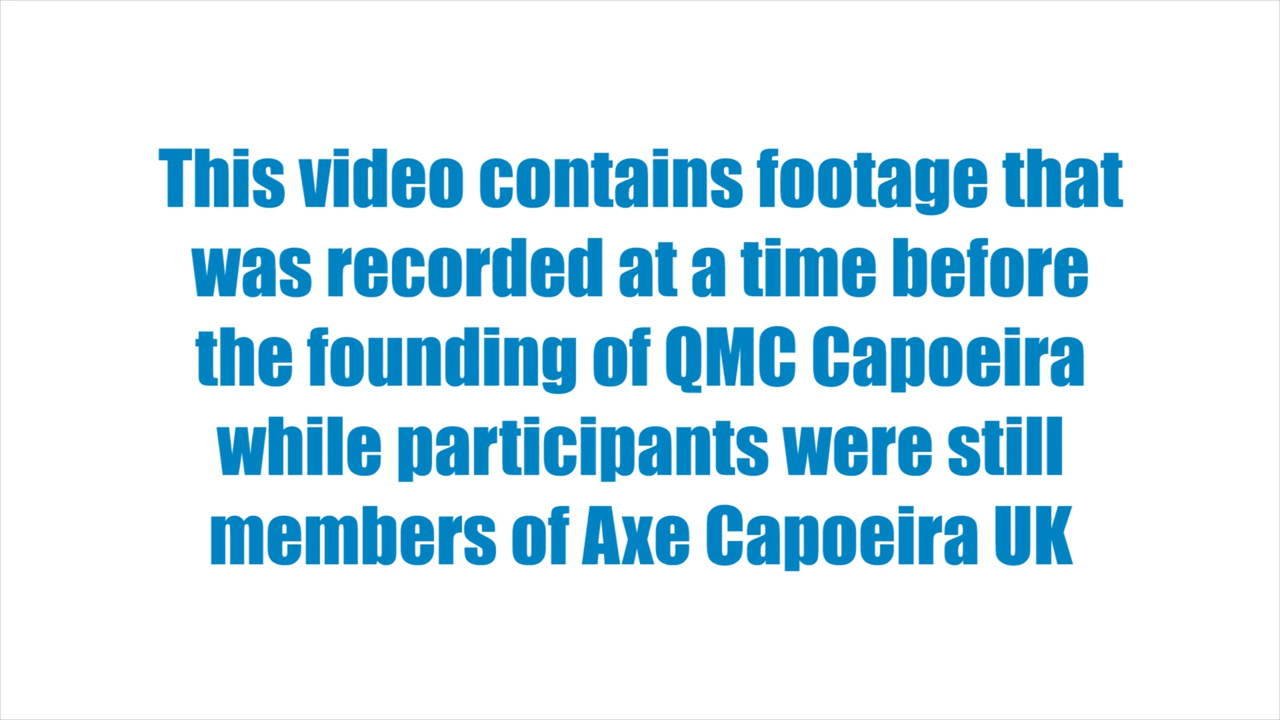 This video contains footage that
was recorded at a time before
the founding of QMC Capoeira
while participants were still
members of Axe Capoeira UK